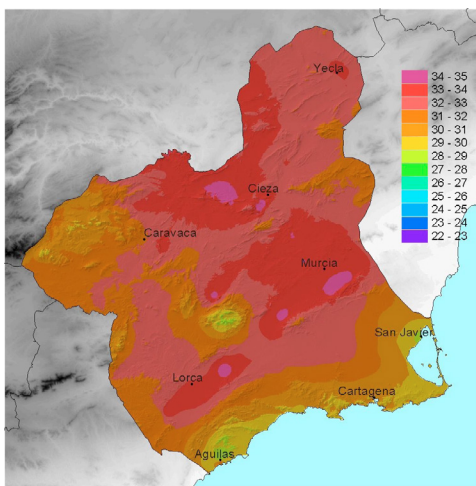 Yecla
34 - 35
33 - 34
32 - 33
31 - 32
30 - 31
29 - 30
28 - 29
27 - 28
26 - 27
25 - 26
24 - 25
23 - 24
22 - 23
Cieza
Caravaca
Murcia
San Javier
Lorca
Cartagena
Aguilas